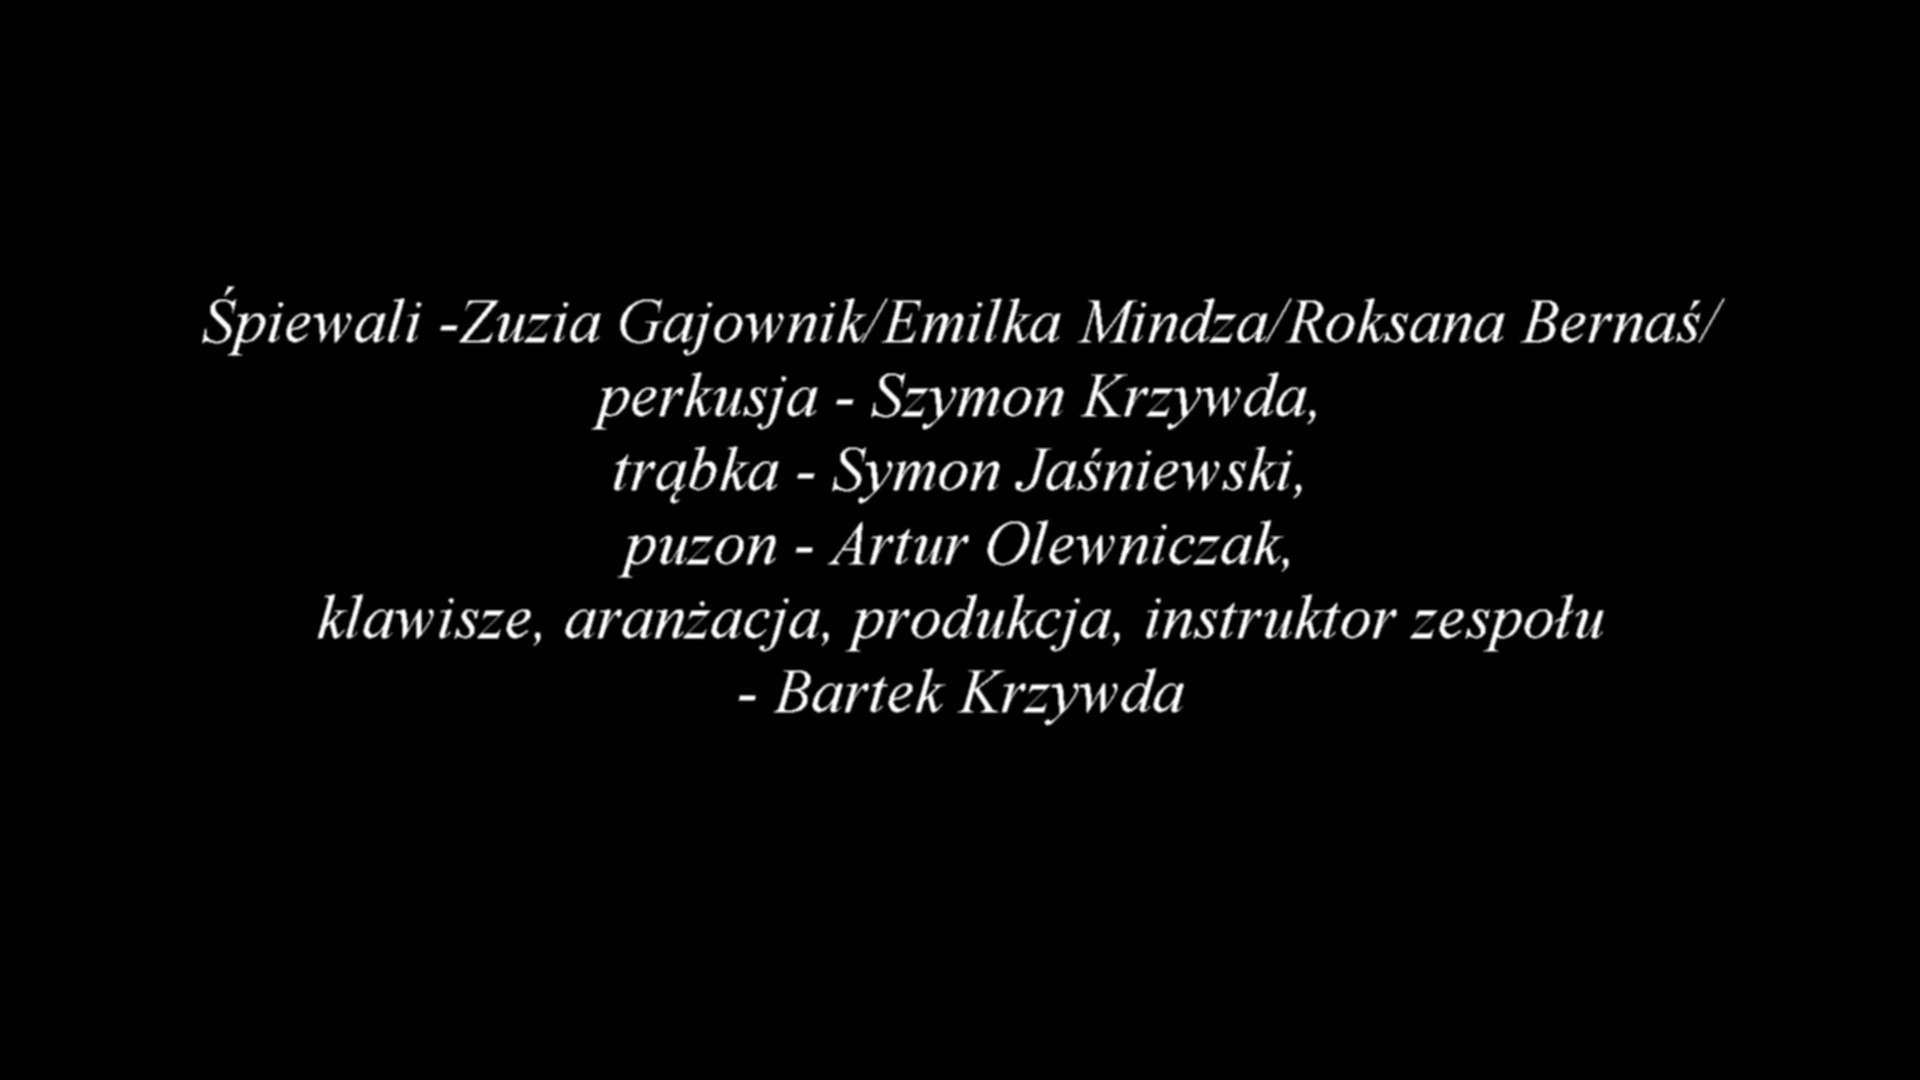 Śpiewali -Zuzia Gajownik/Emilka Mindza/Roksana Bernaś/
perkusja - Szymon Krzywda,
trąbka - Symon Jaśniewski,
puzon - Artur Olewniczak,
klawisze, aranżacja, produkcja, instruktor zespołu
- Bartek Krzywda